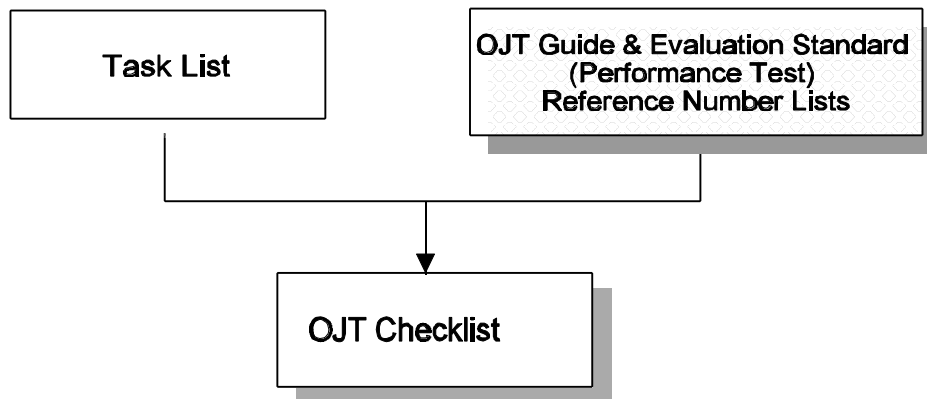 Task List
OJT Guide & Evaluation Standard
(Performance Test)
Reference Number Lists
OJT Checklist